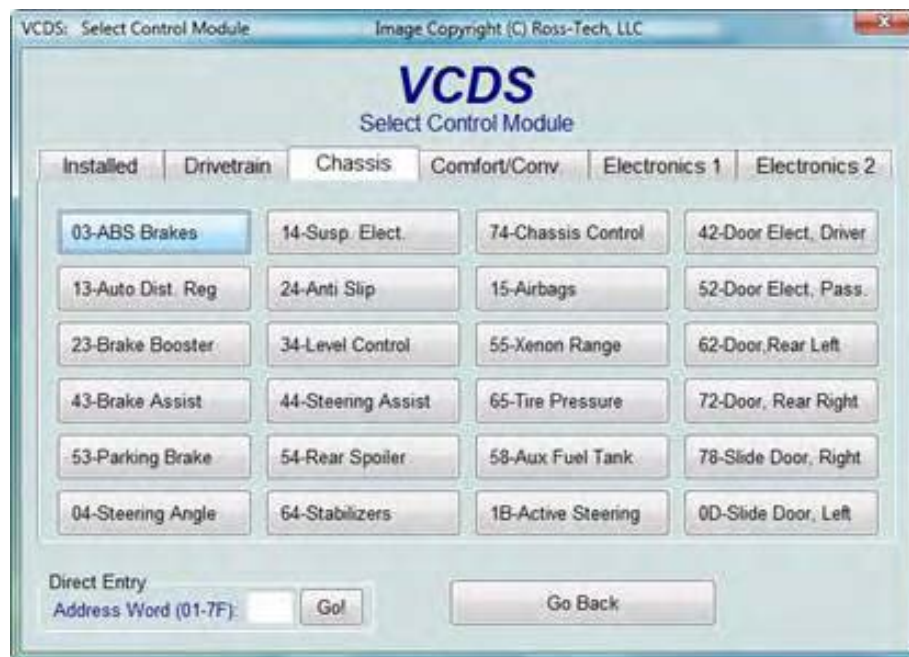 VCDS: Select Control Module Image Copyright (C) Ross-Tech, LLC X
VCDS
Select Control Module
Installed Drivetrain Chassis Comfort/Conv. Electronics 1 Electronics 2
03-ABS Brakes 14-Susp. Elect. 74-Chassis Control 42-Door Elect, Driver
13-Auto Dist. Reg 24-Anti Slip 15-Airbags 52-Door Elect, Pass.
23-Brake Booster 34-Level Control 55-Xenon Range 62-Door,Rear Left
43-Brake Assist 44-Steering Assist 65-Tire Pressure 72-Door, Rear Right
53-Parking Brake 54-Rear Spoiler 58-Aux Fuel Tank 78-Slide Door, Right
04-Steering Angle 64-Stabilizers 1B-Active Steering 0D-Slide Door, Left
Direct Entry
Address Word (01-7F): Go! Go Back